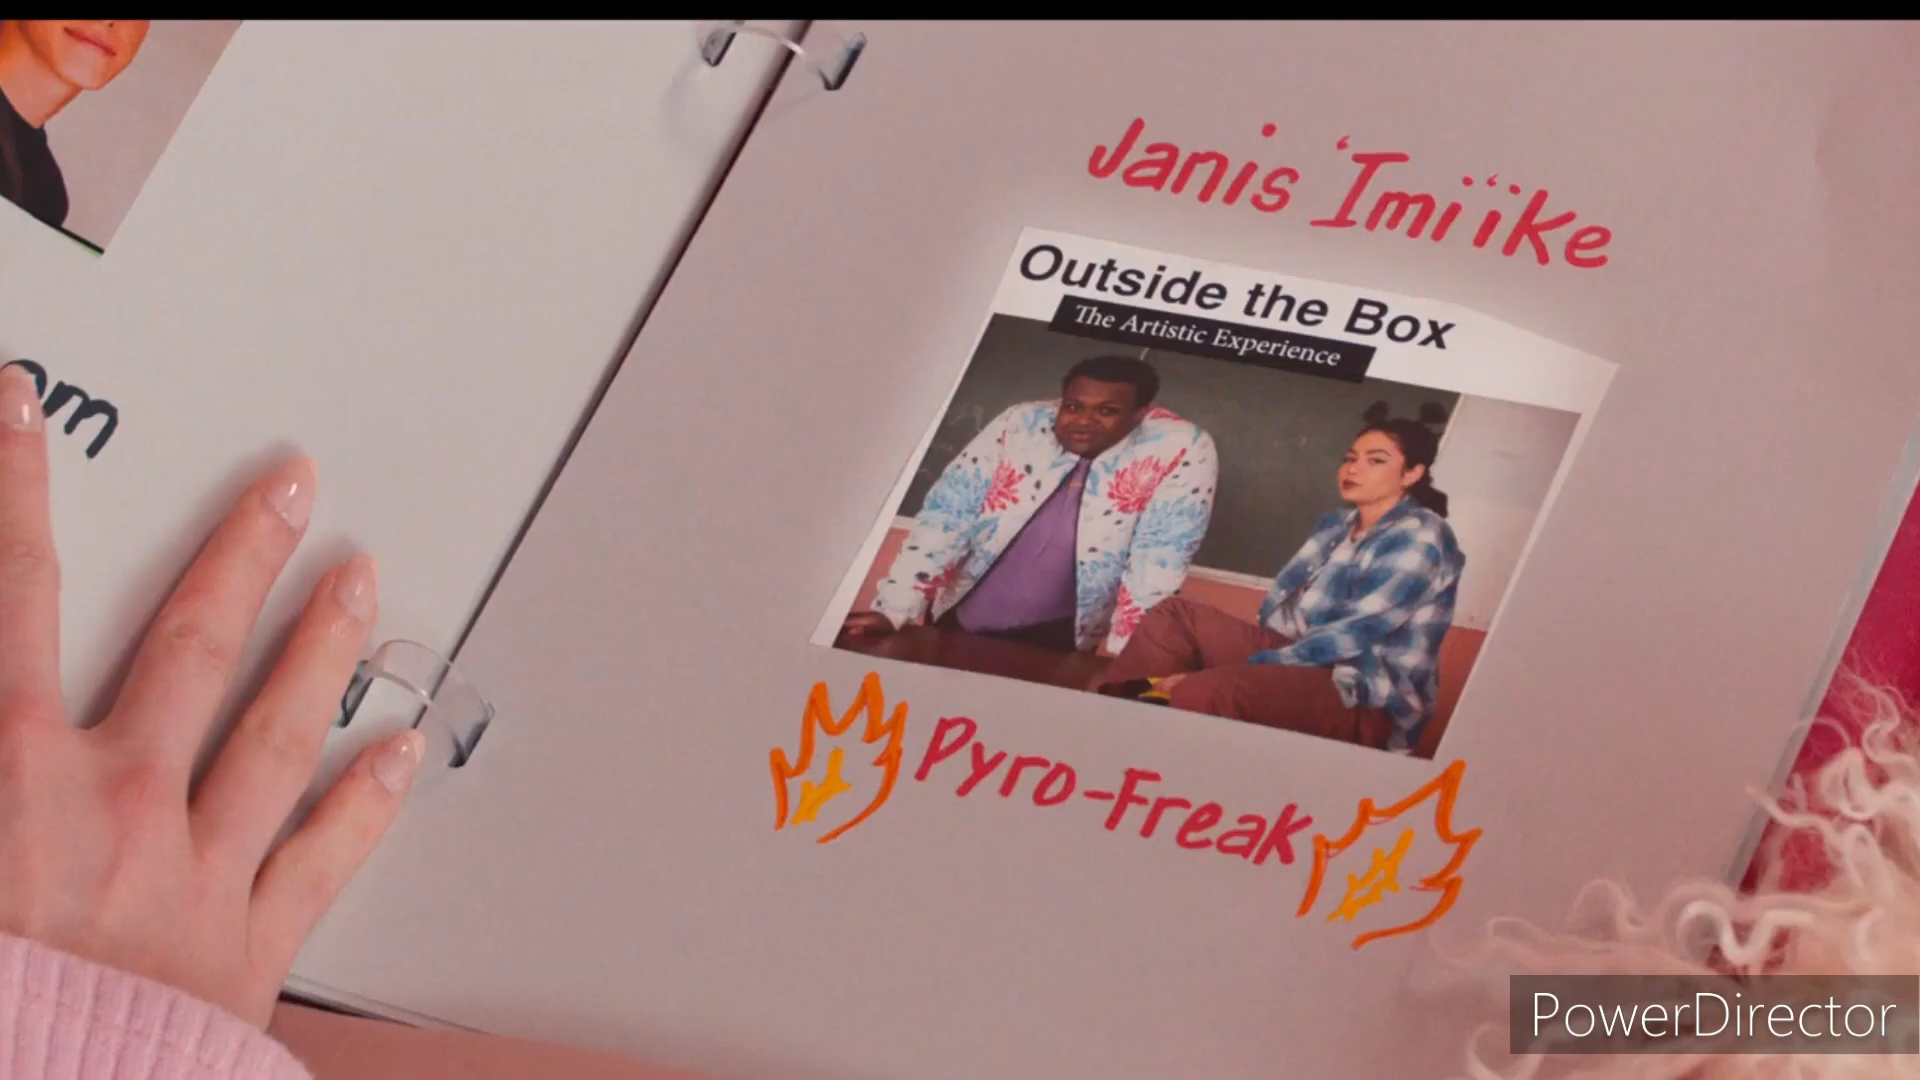 Janis 'Imi'ike
Outside the Box
The Artistic Experience
Pyro-Freak
PowerDirector